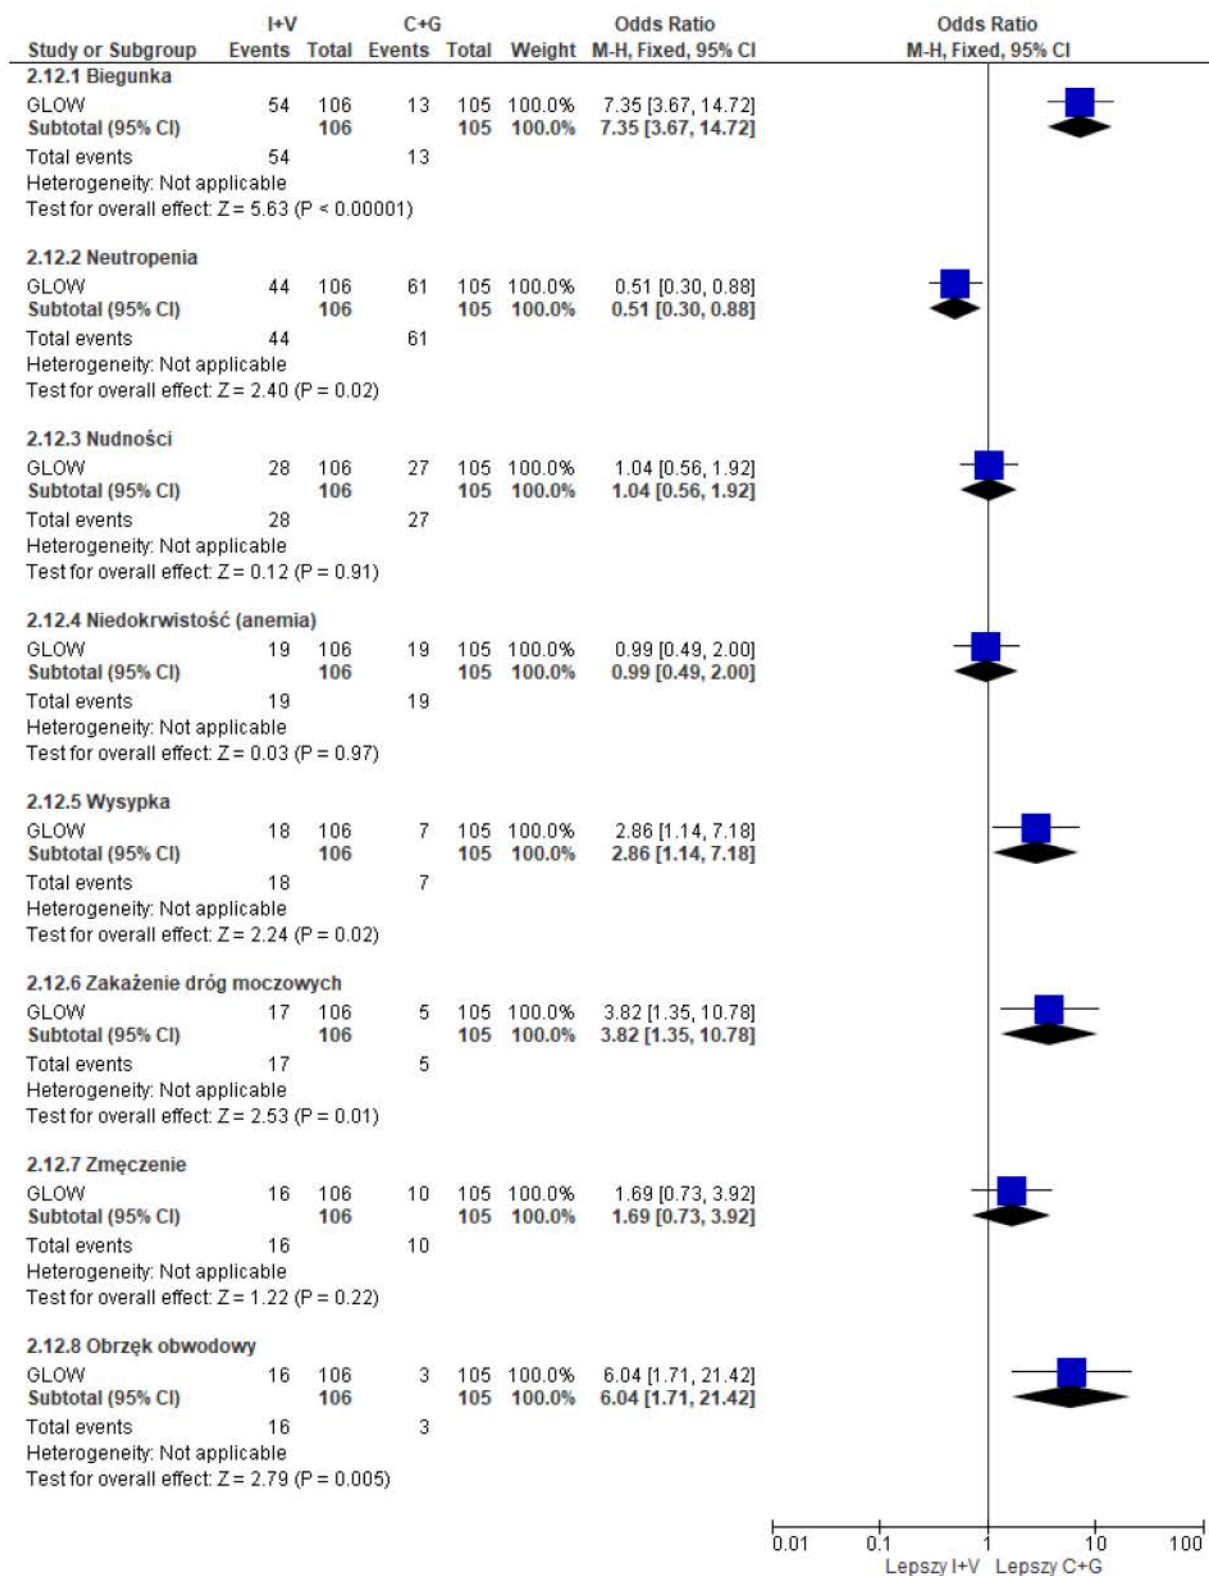 I+V C+G Odds Ratio Odds Ratio
Study or Subgroup Events Total Events Total Weight M-H, Fixed, 95% CI M-H, Fixed, 95% CI
2.12.1 Biegunka
GLOW 54 106 13 105 100.0% 7.35 [3.67, 14.72]
Subtotal (95% CI) 106 105 100.0% 7.35 [3.67, 14.72]
Total events 54 13
Heterogeneity: Not applicable
Test for overall effect: Z = 5.63 (P < 0.00001)
2.12.2 Neutropenia
GLOW 44 106 61 105 100.0% 0.51 [0.30, 0.88]
Subtotal (95% CI) 106 105 100.0% 0.51 [0.30, 0.88]
Total events 44 61
Heterogeneity: Not applicable
Test for overall effect: Z = 2.40 (P = 0.02)
2.12.3 Nudności
GLOW 28 106 27 105 100.0% 1.04 [0.56, 1.92]
Subtotal (95% CI) 106 105 100.0% 1.04 [0.56, 1.92]
Total events 28 27
Heterogeneity: Not applicable
Test for overall effect: Z = 0.12 (P = 0.91)
2.12.4 Niedokrwistość (anemia)
GLOW 19 106 19 105 100.0% 0.99 [0.49, 2.00]
Subtotal (95% CI) 106 105 100.0% 0.99 [0.49, 2.00]
Total events 19 19
Heterogeneity: Not applicable
Test for overall effect: Z = 0.03 (P = 0.97)
2.12.5 Wysypka
GLOW 18 106 7 105 100.0% 2.86 [1.14, 7.18]
Subtotal (95% CI) 106 105 100.0% 2.86 [1.14, 7.18]
Total events 18 7
Heterogeneity: Not applicable
Test for overall effect: Z = 2.24 (P = 0.02)
2.12.6 Zakażenie dróg moczowych
GLOW 17 106 5 105 100.0% 3.82 [1.35, 10.78]
Subtotal (95% CI) 106 105 100.0% 3.82 [1.35, 10.78]
Total events 17 5
Heterogeneity: Not applicable
Test for overall effect: Z = 2.53 (P = 0.01)
2.12.7 Zmęczenie
GLOW 16 106 10 105 100.0% 1.69 [0.73, 3.92]
Subtotal (95% CI) 106 105 100.0% 1.69 [0.73, 3.92]
Total events 16 10
Heterogeneity: Not applicable
Test for overall effect: Z = 1.22 (P = 0.22)
2.12.8 Obrzęk obwodowy
GLOW 16 106 3 105 100.0% 6.04 [1.71, 21.42]
Subtotal (95% CI) 106 105 100.0% 6.04 [1.71, 21.42]
Total events 16 3
Heterogeneity: Not applicable
Test for overall effect: Z = 2.79 (P = 0.005)
0.01 0.1 1 10 100
Lepszy I+V Lepszy C+G